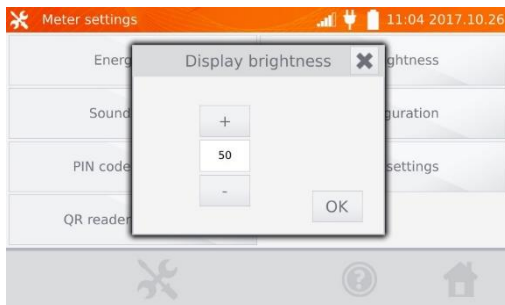 Meter settings 11:04 2017.10.26
Display brightness
Energ
ghtness
Sound
+
guration
50
PIN code
settings
-
OK
QR reader
?